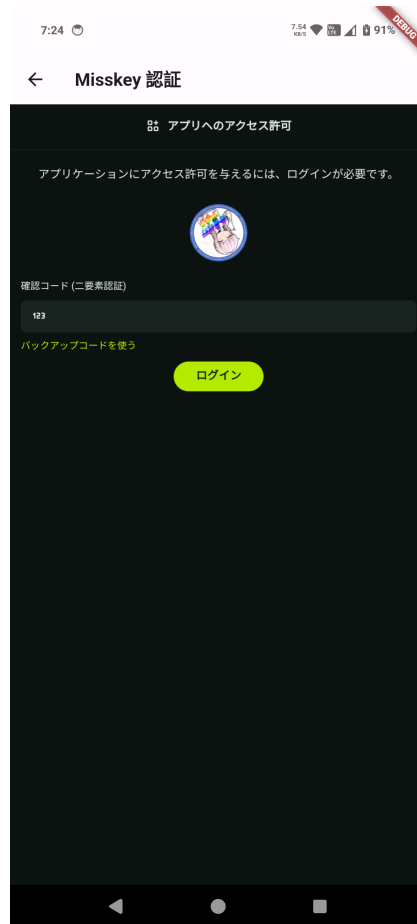 7:24
7.54
KB/S
Vo
LTE
91%
DEBUG
Misskey 認証
アプリへのアクセス許可
アプリケーションにアクセス許可を与えるには、ログインが必要です。
確認コード (二要素認証)
123
バックアップコードを使う
ログイン